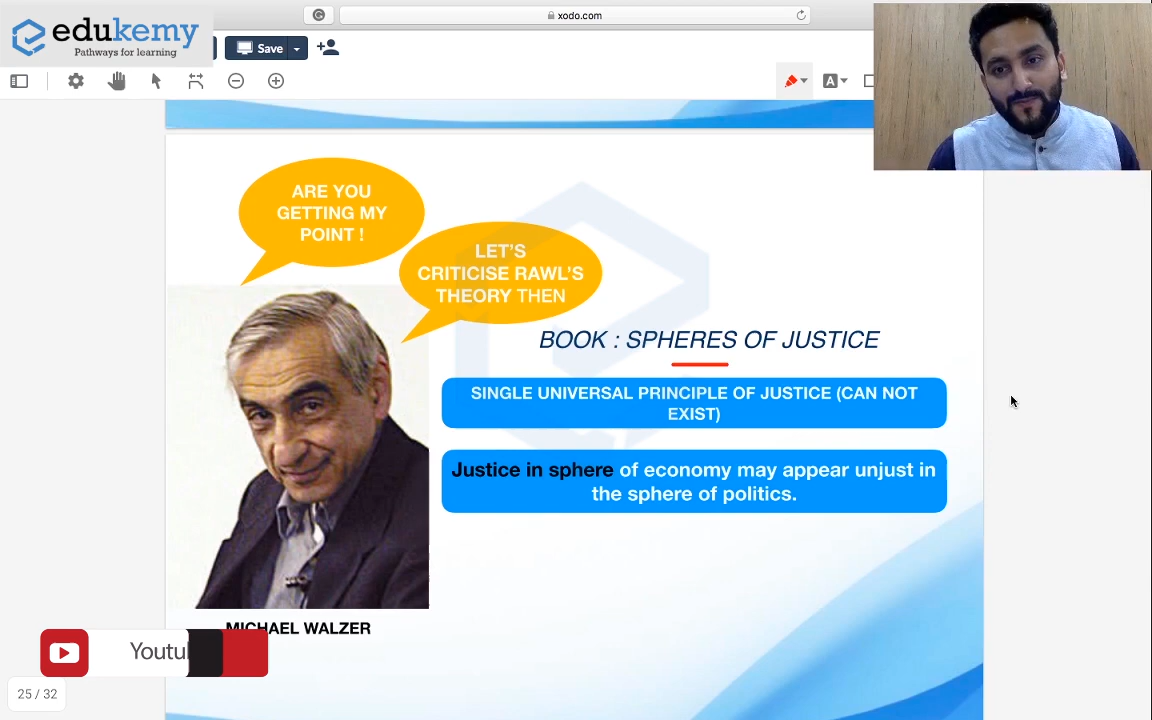 edukemy
Pathways for learning
xodo.com
Save
A
ARE YOU
GETTING MY
POINT !
LET'S
CRITICISE RAWL'S
THEORY THEN
BOOK : SPHERES OF JUSTICE
SINGLE UNIVERSAL PRINCIPLE OF JUSTICE (CAN NOT
EXIST)
Justice in sphere of economy may appear unjust in
the sphere of politics.
MICHAEL WALZER
Youtu
25 / 32